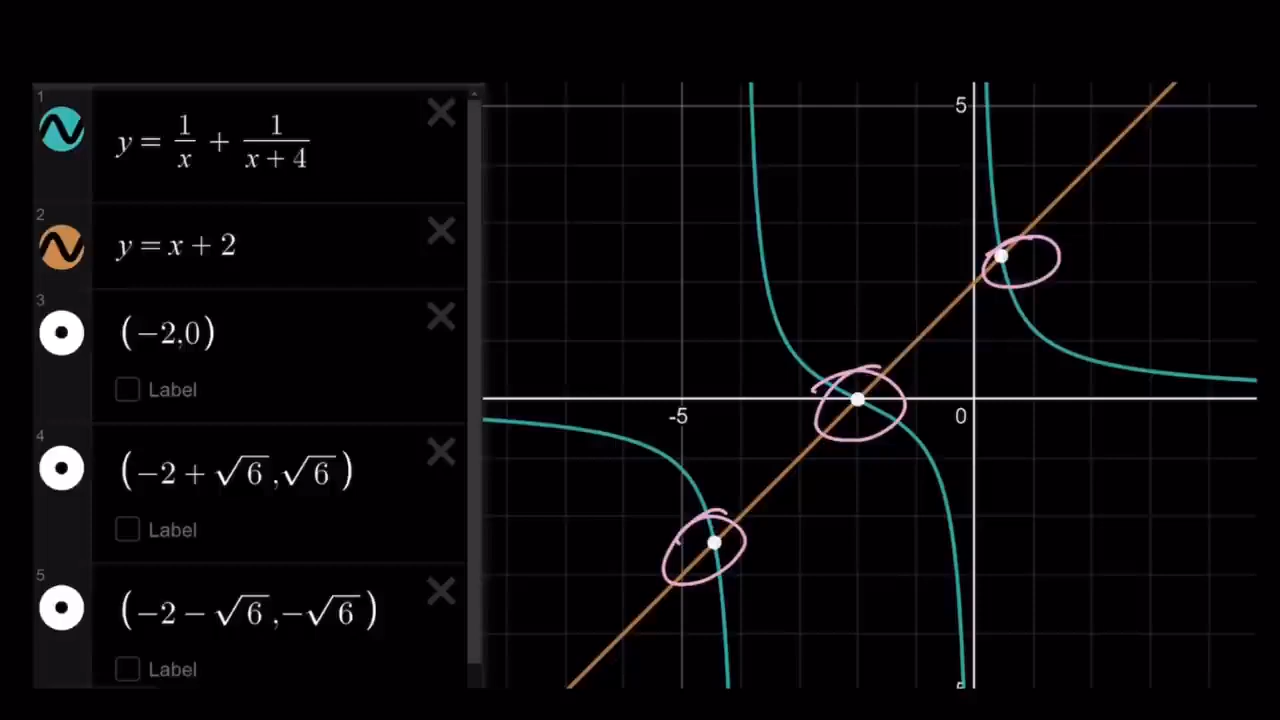 1
y = 1/x + 1/(x + 4)
2
y = x + 2
3
(−2,0)
Label
4
(−2 + √6 ,√6 )
Label
5
(−2 − √6 ,−√6 )
Label
5
-5
0